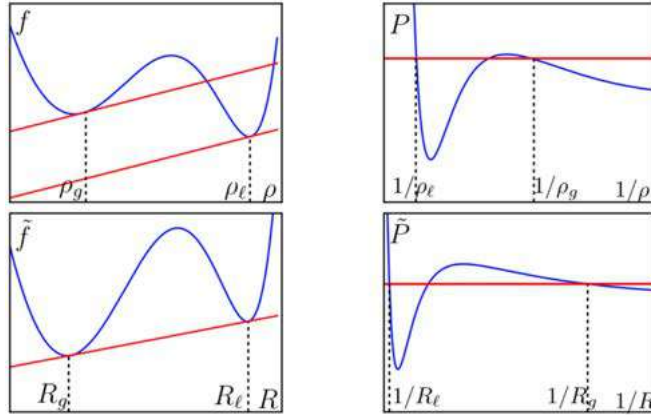 f
ρ_g ρ_ℓ ρ
P
1/ρ_ℓ 1/ρ_g 1/ρ
f̃
R_g R_ℓ R
P̃
1/R_ℓ 1/R_g 1/R